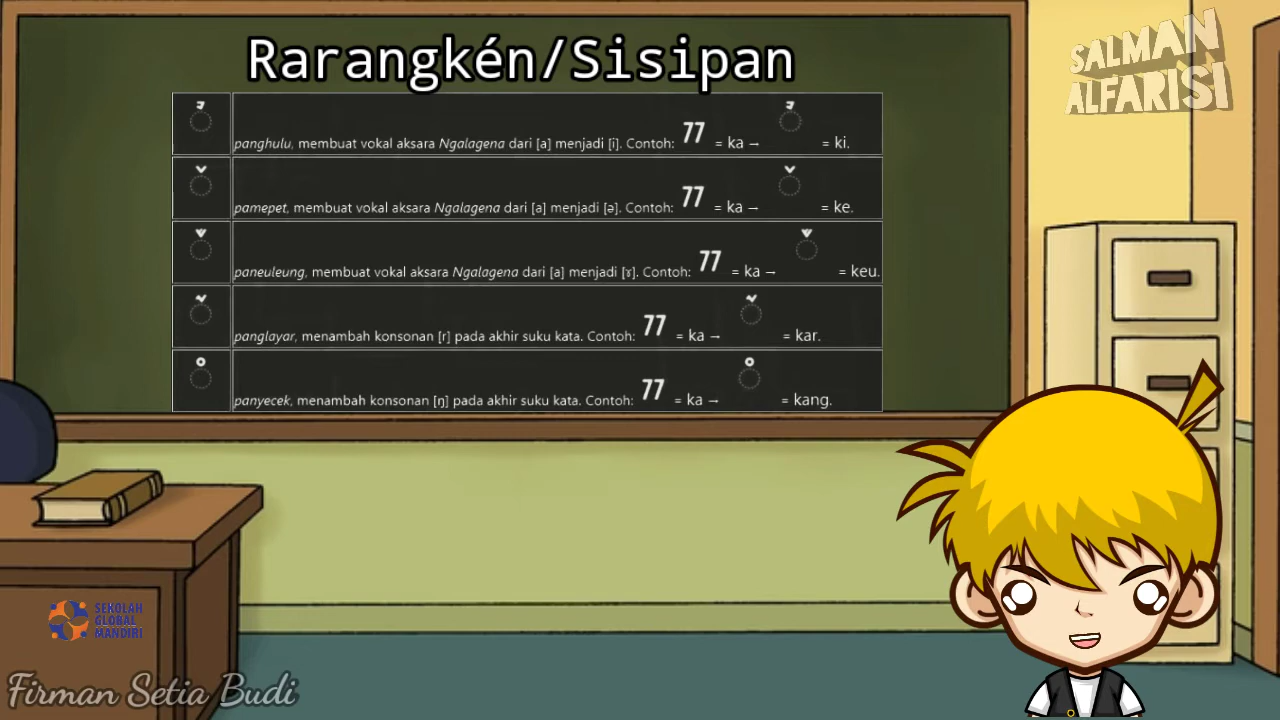 Rarangkén/Sisipan
SALMAN
ALFARISI
panghulu, membuat vokal aksara Ngalagena dari [a] menjadi [i]. Contoh: ᮊ = ka → ◌ᮤ = ki.
pamepet, membuat vokal aksara Ngalagena dari [a] menjadi [ə]. Contoh: ᮊ = ka → ◌ᮨ = ke.
paneuleung, membuat vokal aksara Ngalagena dari [a] menjadi [ɤ]. Contoh: ᮊ = ka → ◌ᮩ = keu.
panglayar, menambah konsonan [r] pada akhir suku kata. Contoh: ᮊ = ka → ◌ᮁ = kar.
panyecek, menambah konsonan [ŋ] pada akhir suku kata. Contoh: ᮊ = ka → ◌ᮀ = kang.
SEKOLAH
GLOBAL
MANDIRI
Firman Setia Budi